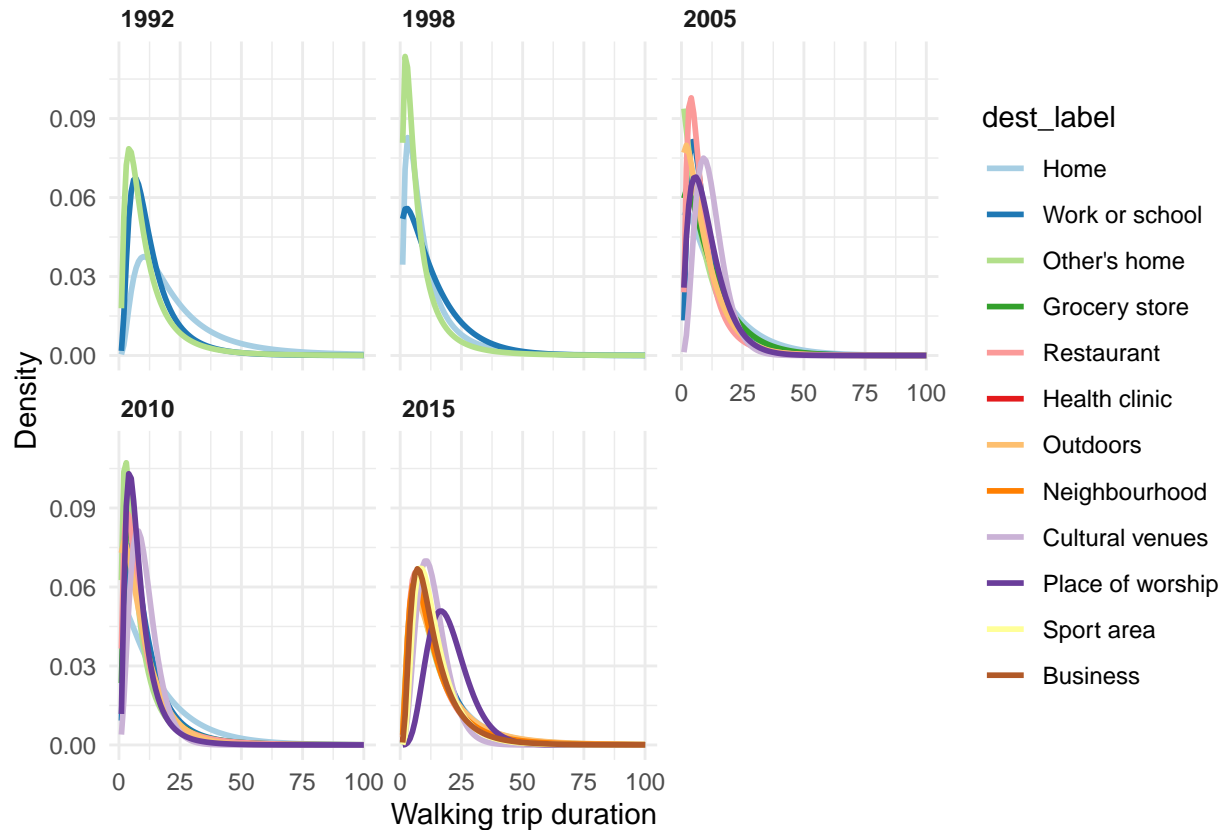 1992
1998
2005
0.09
0.06
0.03
0.00
0 25 50 75 100
2010
2015
0.09
0.06
0.03
0.00
0 25 50 75 100
0 25 50 75 100
Density
Walking trip duration
dest_label
Home
Work or school
Other's home
Grocery store
Restaurant
Health clinic
Outdoors
Neighbourhood
Cultural venues
Place of worship
Sport area
Business